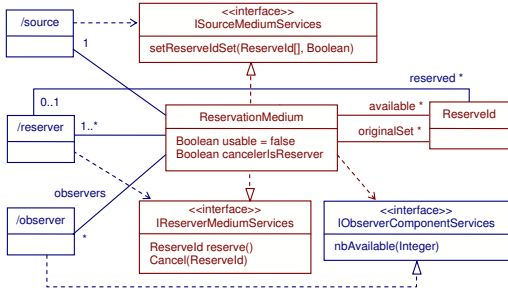 /source
<<interface>>
ISourceMediumServices
setReserveIdSet(ReserveId[], Boolean)
1
reserved *
0..1
/reserver
1..*
ReservationMedium
Boolean usable = false
Boolean cancelerIsReserver
available *
originalSet *
ReserveId
observers
/observer
*
<<interface>>
IReserverMediumServices
ReserveId reserve()
Cancel(ReserveId)
<<interface>>
IObserverComponentServices
nbAvailable(Integer)